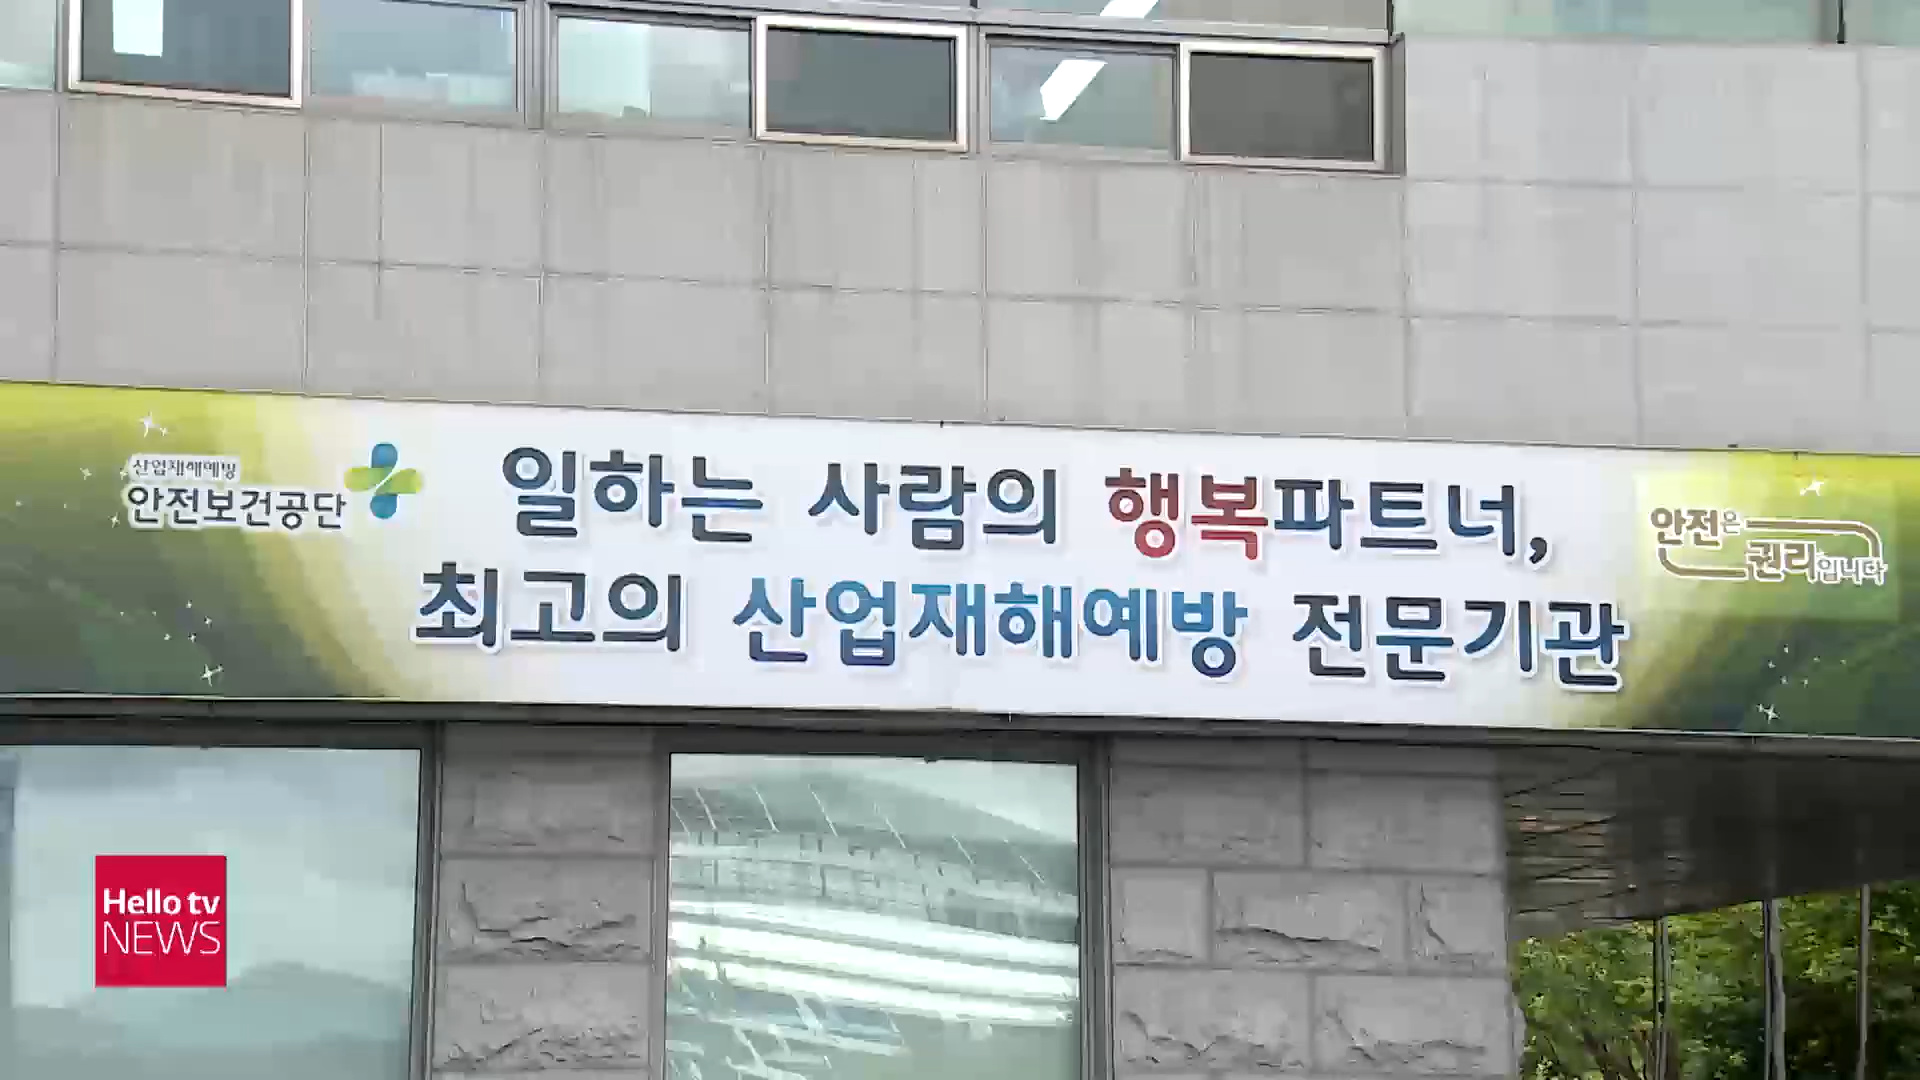 산업재해예방
안전보건공단
일하는 사람의 행복파트너,
최고의 산업재해예방 전문기관
안전은
권리입니다
Hello tv
NEWS